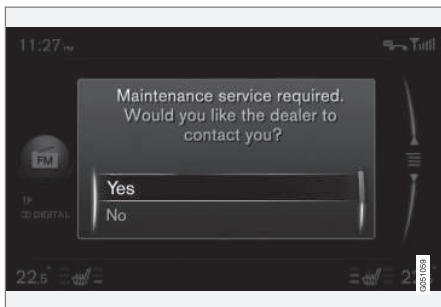 11:27 PM
Maintenance service required.
Would you like the dealer to
contact you?
FM
Yes
TP
No
DIGITAL
22.5°
G051059